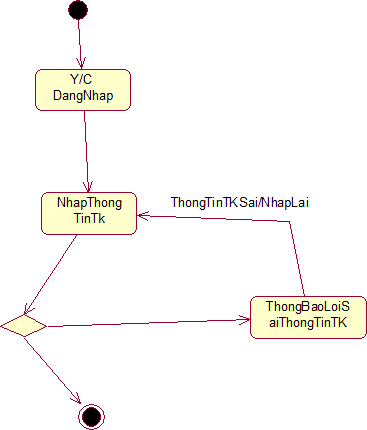 Y/C
DangNhap
NhapThong
TinTk
ThongTinTKSai/NhapLai
ThongBaoLoiS
aiThongTinTK